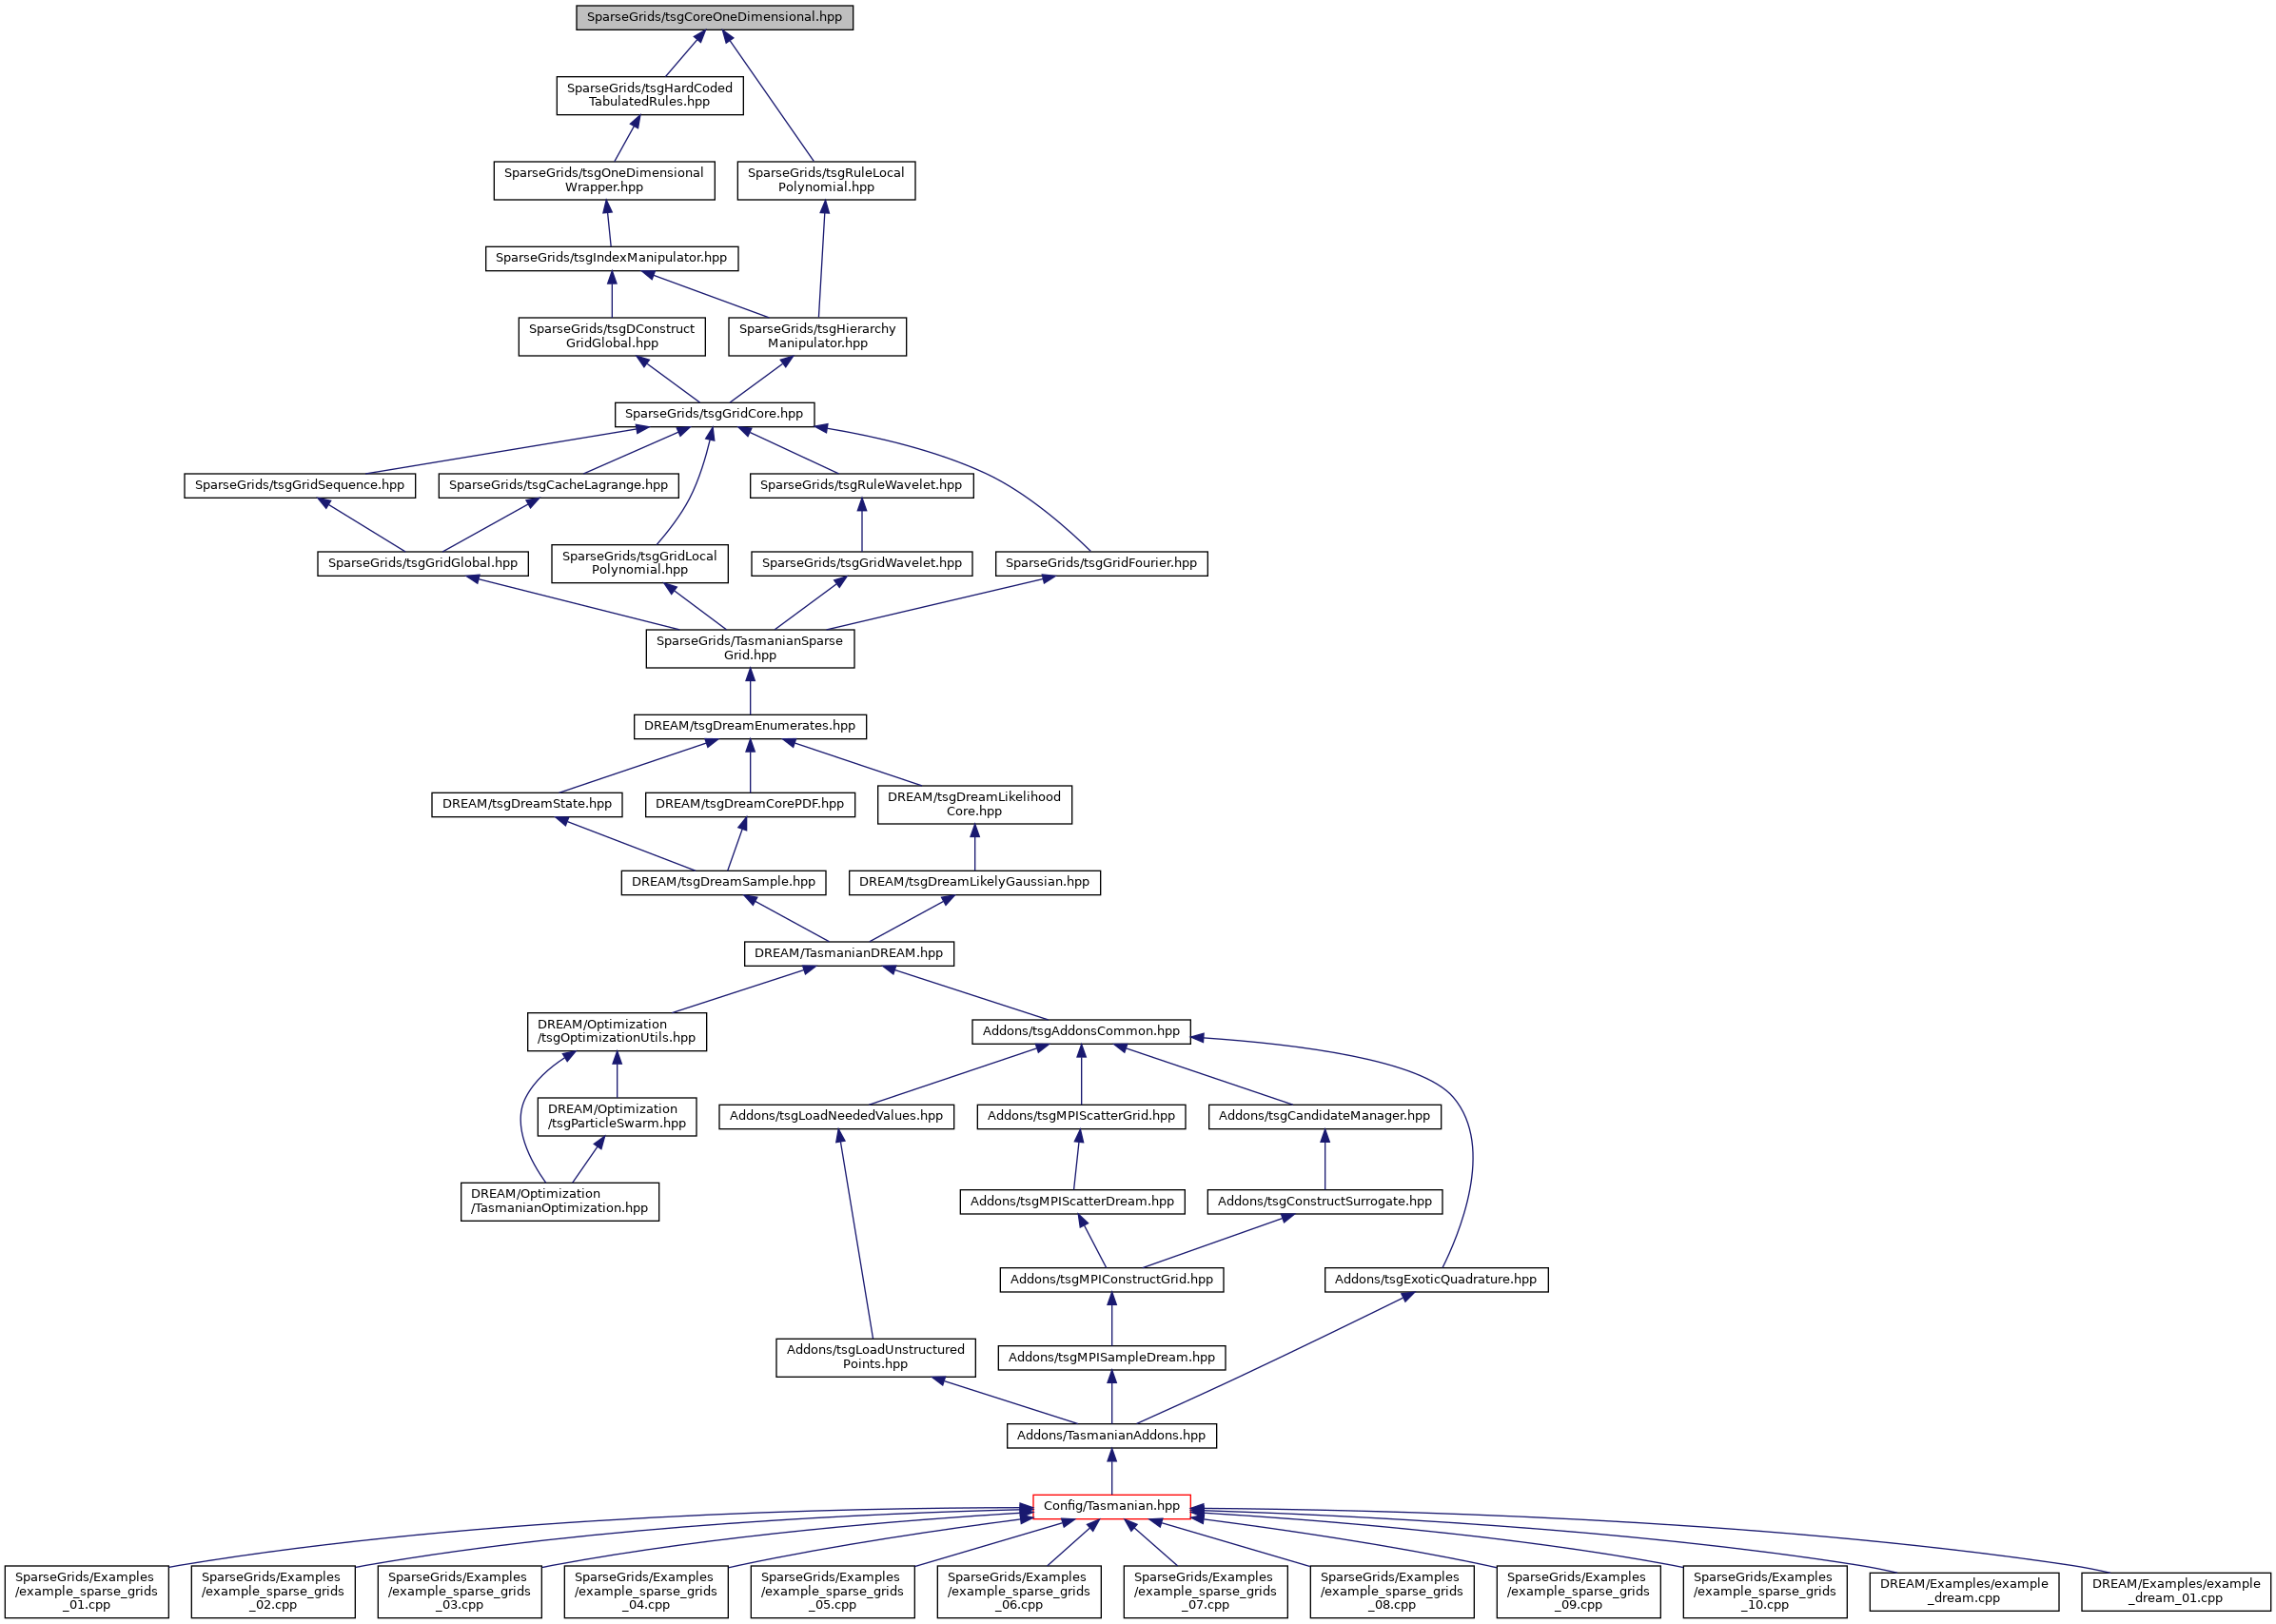 SparseGrids/tsgCoreOneDimensional.hpp
SparseGrids/tsgHardCoded
TabulatedRules.hpp
SparseGrids/tsgOneDimensional
Wrapper.hpp
SparseGrids/tsgRuleLocal
Polynomial.hpp
SparseGrids/tsgIndexManipulator.hpp
SparseGrids/tsgDConstruct
GridGlobal.hpp
SparseGrids/tsgHierarchy
Manipulator.hpp
SparseGrids/tsgGridCore.hpp
SparseGrids/tsgGridSequence.hpp
SparseGrids/tsgCacheLagrange.hpp
SparseGrids/tsgRuleWavelet.hpp
SparseGrids/tsgGridGlobal.hpp
SparseGrids/tsgGridLocal
Polynomial.hpp
SparseGrids/tsgGridWavelet.hpp
SparseGrids/tsgGridFourier.hpp
SparseGrids/TasmanianSparse
Grid.hpp
DREAM/tsgDreamEnumerates.hpp
DREAM/tsgDreamState.hpp
DREAM/tsgDreamCorePDF.hpp
DREAM/tsgDreamLikelihood
Core.hpp
DREAM/tsgDreamSample.hpp
DREAM/tsgDreamLikelyGaussian.hpp
DREAM/TasmanianDREAM.hpp
DREAM/Optimization
/tsgOptimizationUtils.hpp
Addons/tsgAddonsCommon.hpp
DREAM/Optimization
/tsgParticleSwarm.hpp
Addons/tsgLoadNeededValues.hpp
Addons/tsgMPIScatterGrid.hpp
Addons/tsgCandidateManager.hpp
DREAM/Optimization
/TasmanianOptimization.hpp
Addons/tsgMPIScatterDream.hpp
Addons/tsgConstructSurrogate.hpp
Addons/tsgMPIConstructGrid.hpp
Addons/tsgExoticQuadrature.hpp
Addons/tsgLoadUnstructured
Points.hpp
Addons/tsgMPISampleDream.hpp
Addons/TasmanianAddons.hpp
Config/Tasmanian.hpp
SparseGrids/Examples
/example_sparse_grids
_01.cpp
SparseGrids/Examples
/example_sparse_grids
_02.cpp
SparseGrids/Examples
/example_sparse_grids
_03.cpp
SparseGrids/Examples
/example_sparse_grids
_04.cpp
SparseGrids/Examples
/example_sparse_grids
_05.cpp
SparseGrids/Examples
/example_sparse_grids
_06.cpp
SparseGrids/Examples
/example_sparse_grids
_07.cpp
SparseGrids/Examples
/example_sparse_grids
_08.cpp
SparseGrids/Examples
/example_sparse_grids
_09.cpp
SparseGrids/Examples
/example_sparse_grids
_10.cpp
DREAM/Examples/example
_dream.cpp
DREAM/Examples/example
_dream_01.cpp